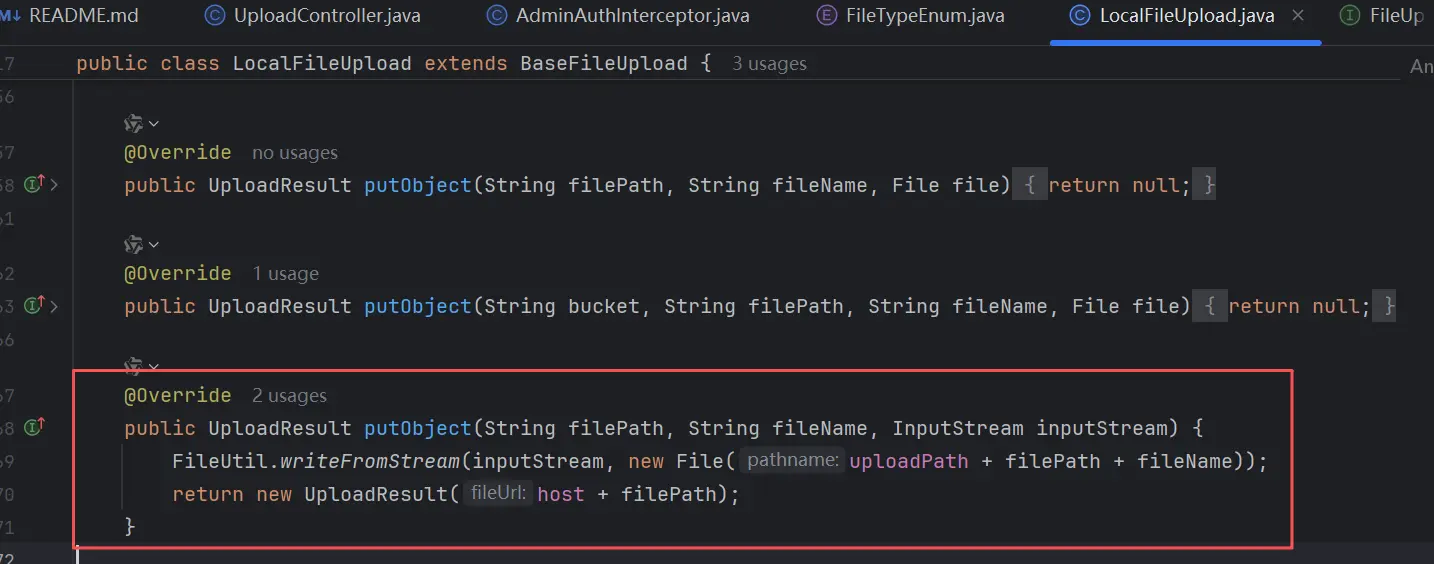 README.md UploadController.java AdminAuthInterceptor.java FileTypeEnum.java LocalFileUpload.java FileUp
17 public class LocalFileUpload extends BaseFileUpload { 3 usages
An
56
57 @Override no usages
58 public UploadResult putObject(String filePath, String fileName, File file) { return null; }
61
62 @Override 1 usage
63 public UploadResult putObject(String bucket, String filePath, String fileName, File file) { return null; }
66
67 @Override 2 usages
68 public UploadResult putObject(String filePath, String fileName, InputStream inputStream) {
69 FileUtil.writeFromStream(inputStream, new File( pathname: uploadPath + filePath + fileName));
70 return new UploadResult( fileUrl: host + filePath);
71 }
72